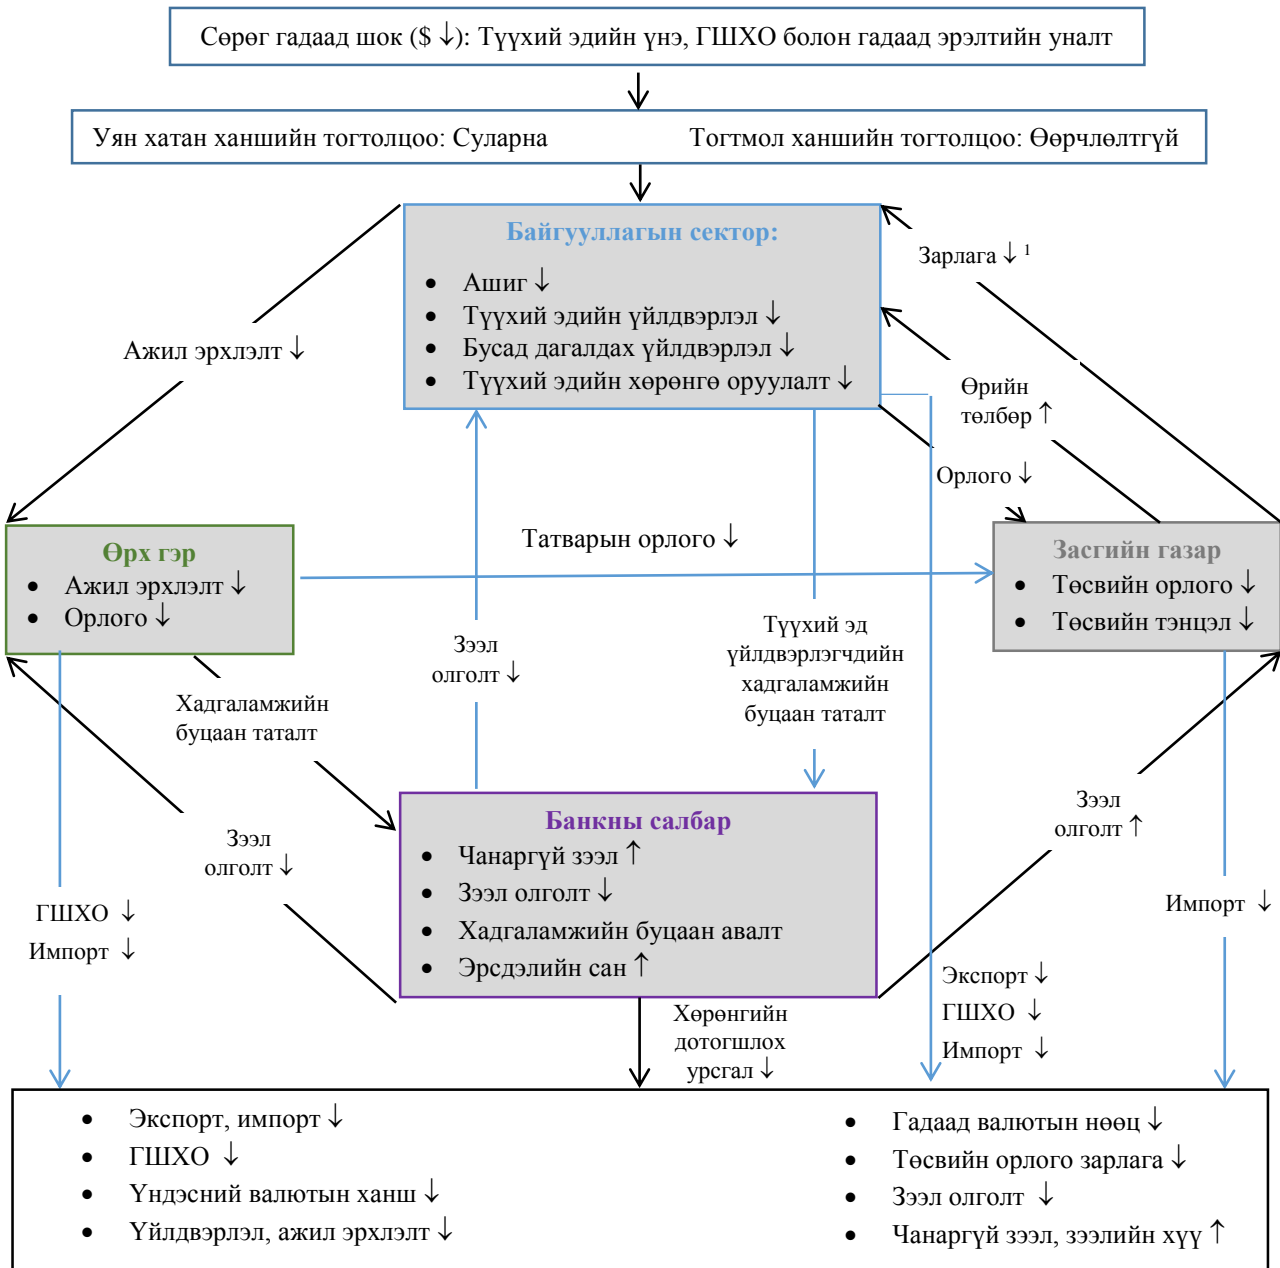 Сөрөг гадаад шок ($ ↓): Түүхий эдийн үнэ, ГШХО болон гадаад эрэлтийн уналт
Уян хатан ханшийн тогтолцоо: Суларна
Тогтмол ханшийн тогтолцоо: Өөрчлөлтгүй
Байгууллагын сектор:
• Ашиг ↓
• Түүхий эдийн үйлдвэрлэл ↓
• Бусад дагалдах үйлдвэрлэл ↓
• Түүхий эдийн хөрөнгө оруулалт ↓
Зарлага ↓ ¹
Ажил эрхлэлт ↓
Өрийн
төлбөр ↑
Орлого ↓
Өрх гэр
• Ажил эрхлэлт ↓
• Орлого ↓
Татварын орлого ↓
Засгийн газар
• Төсвийн орлого ↓
• Төсвийн тэнцэл ↓
Зээл
олголт ↓
Түүхий эд
үйлдвэрлэгчдийн
хадгаламжийн
буцаан таталт
Хадгаламжийн
буцаан таталт
Банкны салбар
• Чанаргүй зээл ↑
• Зээл олголт ↓
• Хадгаламжийн буцаан авалт
• Эрсдэлийн сан ↑
Зээл
олголт ↓
Зээл
олголт ↑
ГШХО ↓
Импорт ↓
Импорт ↓
Экспорт ↓
ГШХО ↓
Импорт ↓
Хөрөнгийн
дотогшлох
урсгал ↓
• Экспорт, импорт ↓
• ГШХО ↓
• Үндэсний валютын ханш ↓
• Үйлдвэрлэл, ажил эрхлэлт ↓
• Гадаад валютын нөөц ↓
• Төсвийн орлого зарлага ↓
• Зээл олголт ↓
• Чанаргүй зээл, зээлийн хүү ↑